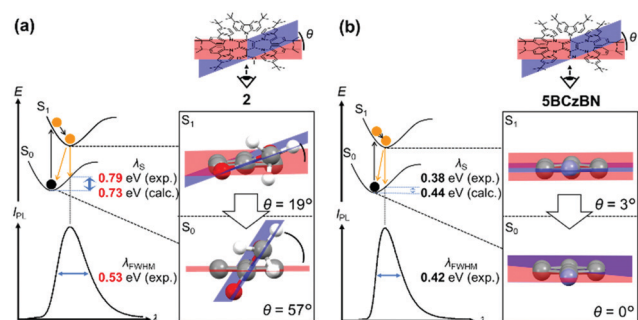 (a)
θ
2
E
S₁
S₀
λS
0.79 eV (exp.)
0.73 eV (calc.)
S₁
θ = 19°
S₀
θ = 57°
IPL
λFWHM
0.53 eV (exp.)
λ
(b)
θ
5BCzBN
E
S₁
S₀
λS
0.38 eV (exp.)
0.44 eV (calc.)
S₁
θ = 3°
S₀
θ = 0°
IPL
λFWHM
0.42 eV (exp.)